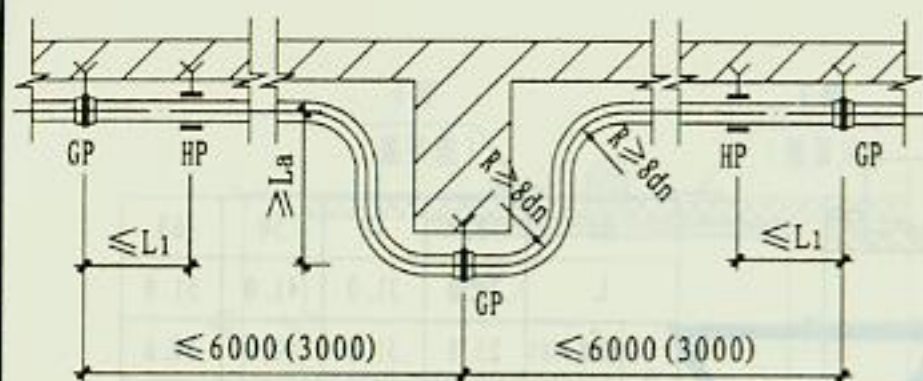 GP HP HP GP
≥La
R≥8dn R≥8dn
≤L1 ≤L1
GP
≤6000(3000) ≤6000(3000)